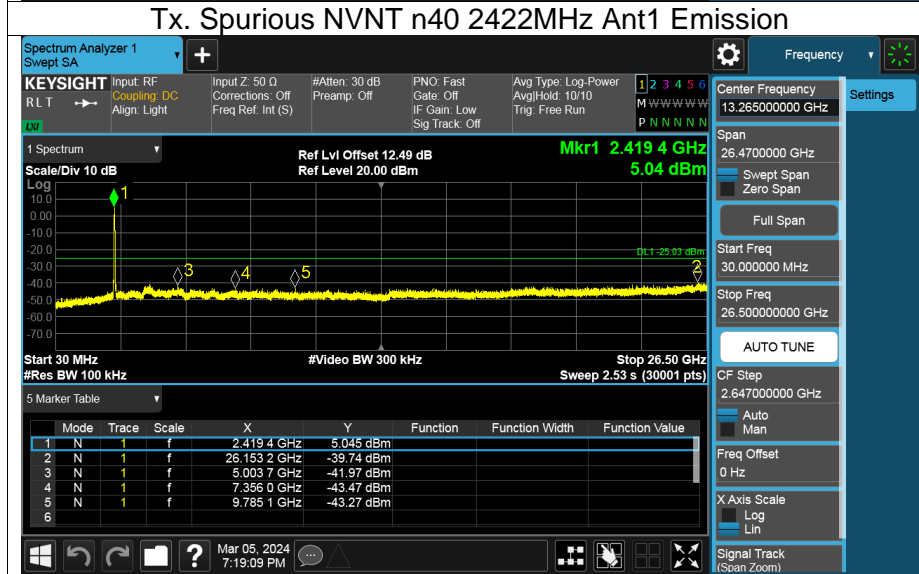 Tx. Spurious NVNT n40 2422MHz Ant1 Emission
Spectrum Analyzer 1
Swept SA
+
Frequency
KEYSIGHT
RLT
LXI
Input: RF
Coupling: DC
Align: Light
Input Z: 50 Ω
Corrections: Off
Freq Ref: Int (S)
#Atten: 30 dB
Preamp: Off
PNO: Fast
Gate: Off
IF Gain: Low
Sig Track: Off
Avg Type: Log-Power
Avg|Hold: 10/10
Trig: Free Run
1 2 3 4 5 6
M W W W W W
P N N N N N
1 Spectrum
Scale/Div 10 dB
Ref Lvl Offset 12.49 dB
Ref Level 20.00 dBm
Mkr1 2.419 4 GHz
5.04 dBm
Log
10.0
0.00
-10.0
-20.0
-30.0
-40.0
-50.0
-60.0
-70.0
1
DL1 -25.03 dBm
2
3
4
5
Start 30 MHz
#Res BW 100 kHz
#Video BW 300 kHz
Stop 26.50 GHz
Sweep 2.53 s (30001 pts)
5 Marker Table
Mode Trace Scale X Y Function Function Width Function Value
1 N 1 f 2.419 4 GHz 5.045 dBm
2 N 1 f 26.153 2 GHz -39.74 dBm
3 N 1 f 5.003 7 GHz -41.97 dBm
4 N 1 f 7.356 0 GHz -43.47 dBm
5 N 1 f 9.785 1 GHz -43.27 dBm
6
?
Mar 05, 2024
7:19:09 PM
Center Frequency
13.265000000 GHz
Span
26.4700000 GHz
Swept Span
Zero Span
Full Span
Start Freq
30.000000 MHz
Stop Freq
26.500000000 GHz
AUTO TUNE
CF Step
2.647000000 GHz
Auto
Man
Freq Offset
0 Hz
X Axis Scale
Log
Lin
Signal Track
(Span Zoom)
Settings